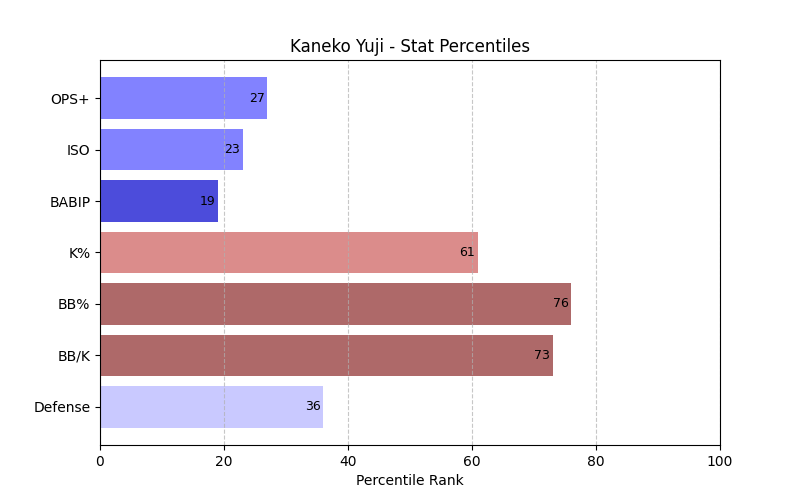 Kaneko Yuji - Stat Percentiles
OPS+ 27
ISO 23
BABIP 19
K% 61
BB% 76
BB/K 73
Defense 36
0 20 40 60 80 100
Percentile Rank